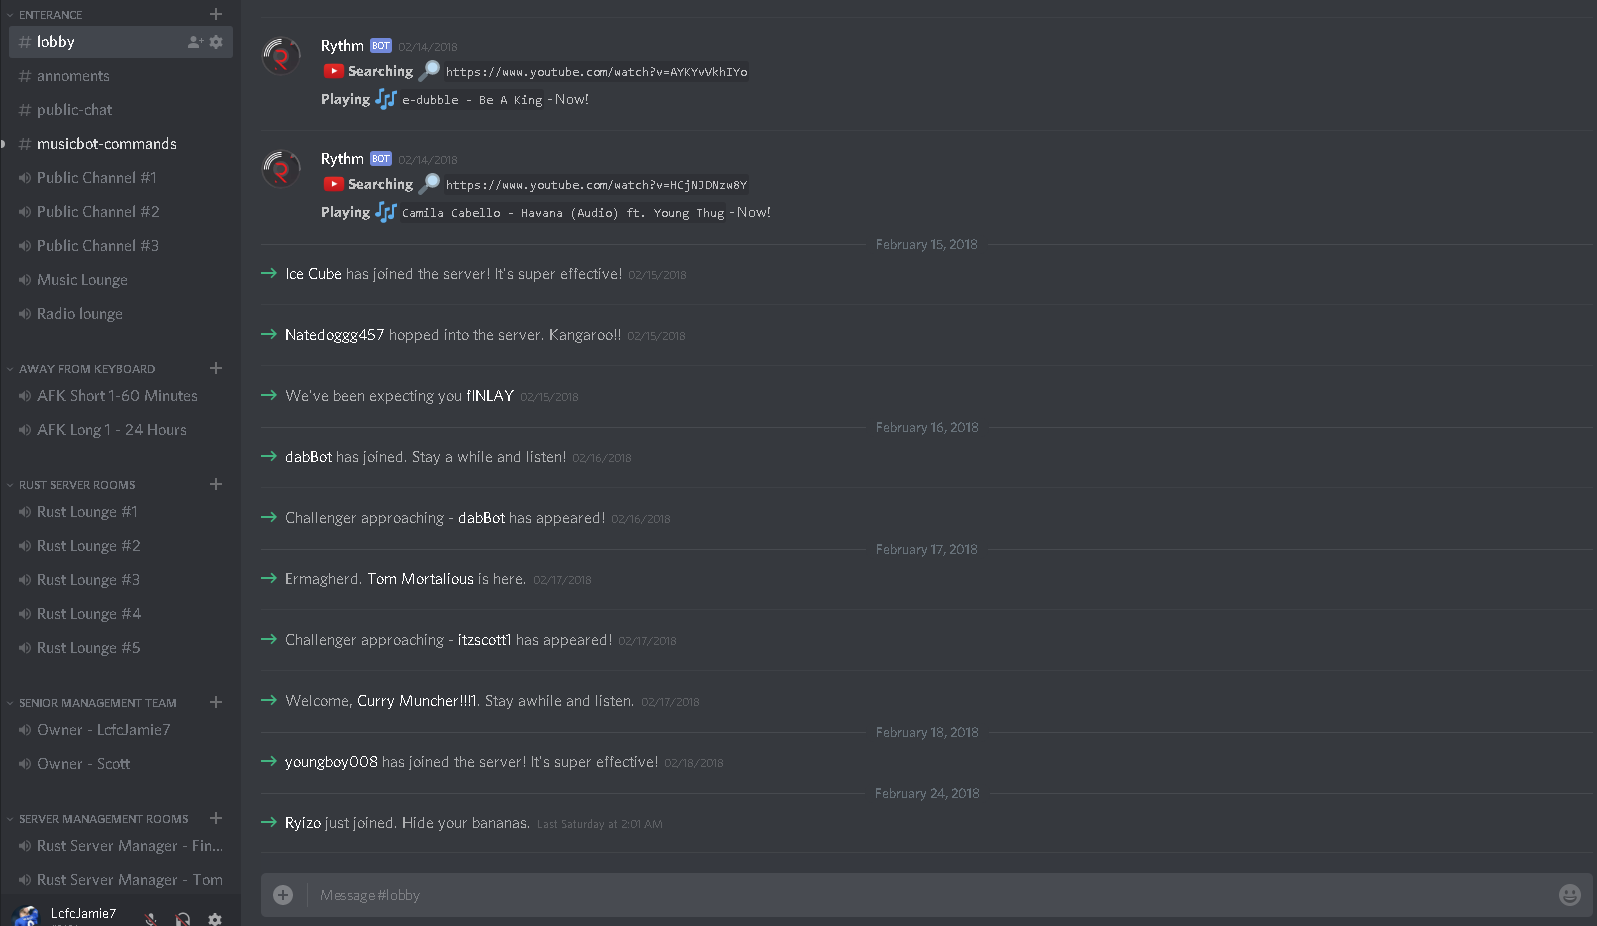 ENTERANCE
lobby
annoments
public-chat
musicbot-commands
Public Channel #1
Public Channel #2
Public Channel #3
Music Lounge
Radio lounge
AWAY FROM KEYBOARD
AFK Short 1-60 Minutes
AFK Long 1 - 24 Hours
RUST SERVER ROOMS
Rust Lounge #1
Rust Lounge #2
Rust Lounge #3
Rust Lounge #4
Rust Lounge #5
SENIOR MANAGEMENT TEAM
Owner - LcfcJamie7
Owner - Scott
SERVER MANAGEMENT ROOMS
Rust Server Manager - Fin...
Rust Server Manager - Tom
LcfcJamie7
Rythm BOT 02/14/2018
Searching https://www.youtube.com/watch?v=AYKYvVkhIYo
Playing e-dubble - Be A King - Now!
Rythm BOT 02/14/2018
Searching https://www.youtube.com/watch?v=HCjNJDNzw8Y
Playing Camila Cabello - Havana (Audio) ft. Young Thug - Now!
February 15, 2018
Ice Cube has joined the server! It's super effective! 02/15/2018
Natedoggg457 hopped into the server. Kangaroo!! 02/15/2018
We've been expecting you fINLAY 02/15/2018
February 16, 2018
dabBot has joined. Stay a while and listen! 02/16/2018
Challenger approaching - dabBot has appeared! 02/16/2018
February 17, 2018
Ermagherd. Tom Mortalious is here. 02/17/2018
Challenger approaching - itzscott1 has appeared! 02/17/2018
Welcome, Curry Muncher!!!1. Stay awhile and listen. 02/17/2018
February 18, 2018
youngboy008 has joined the server! It's super effective! 02/18/2018
February 24, 2018
Ryizo just joined. Hide your bananas. Last Saturday at 2:01 AM
Message #lobby